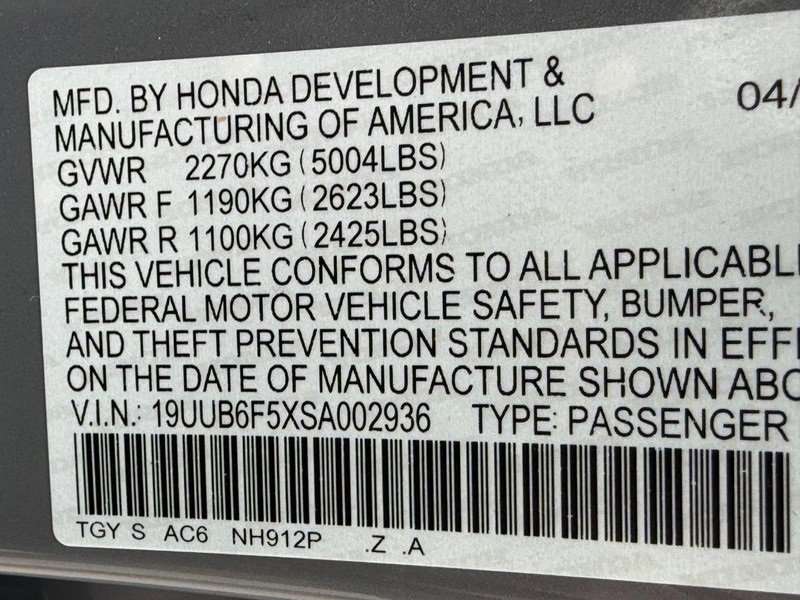 MFD. BY HONDA DEVELOPMENT & 04/
MANUFACTURING OF AMERICA, LLC
GVWR 2270KG (5004LBS)
GAWR F 1190KG (2623LBS)
GAWR R 1100KG (2425LBS)
THIS VEHICLE CONFORMS TO ALL APPLICABL
FEDERAL MOTOR VEHICLE SAFETY, BUMPER,
AND THEFT PREVENTION STANDARDS IN EFF
ON THE DATE OF MANUFACTURE SHOWN ABO
V.I.N.: 19UUB6F5XSA002936 TYPE: PASSENGER
TGY S AC6 NH912P .Z .A